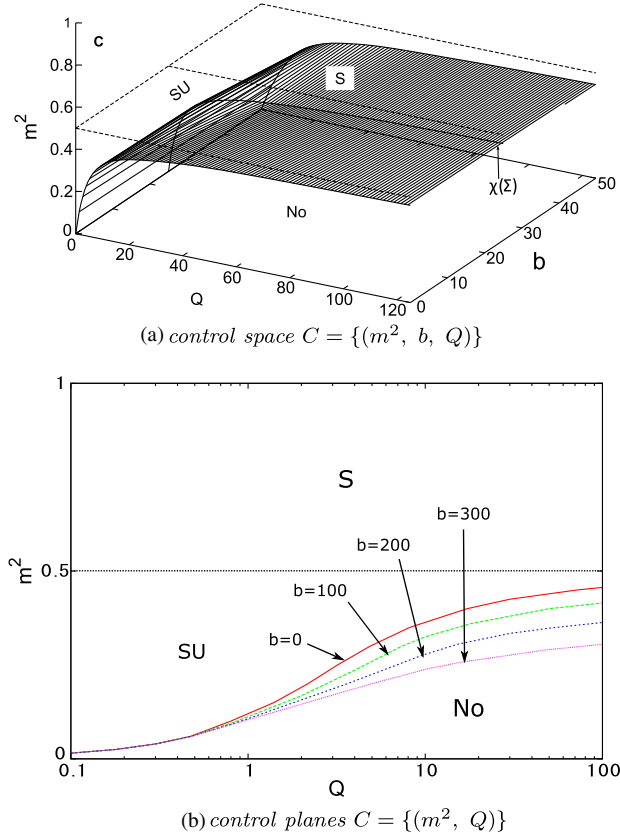 1
0.8
0.6
0.4
0.2
0
m²
c
SU
S
No
χ(Σ)
0
20
40
60
80
100
120
Q
0
10
20
30
40
50
b
(a) control space C = {(m², b, Q)}
1
0.5
0
m²
S
SU
No
b=0
b=100
b=200
b=300
0.1
1
10
100
Q
(b) control planes C = {(m², Q)}